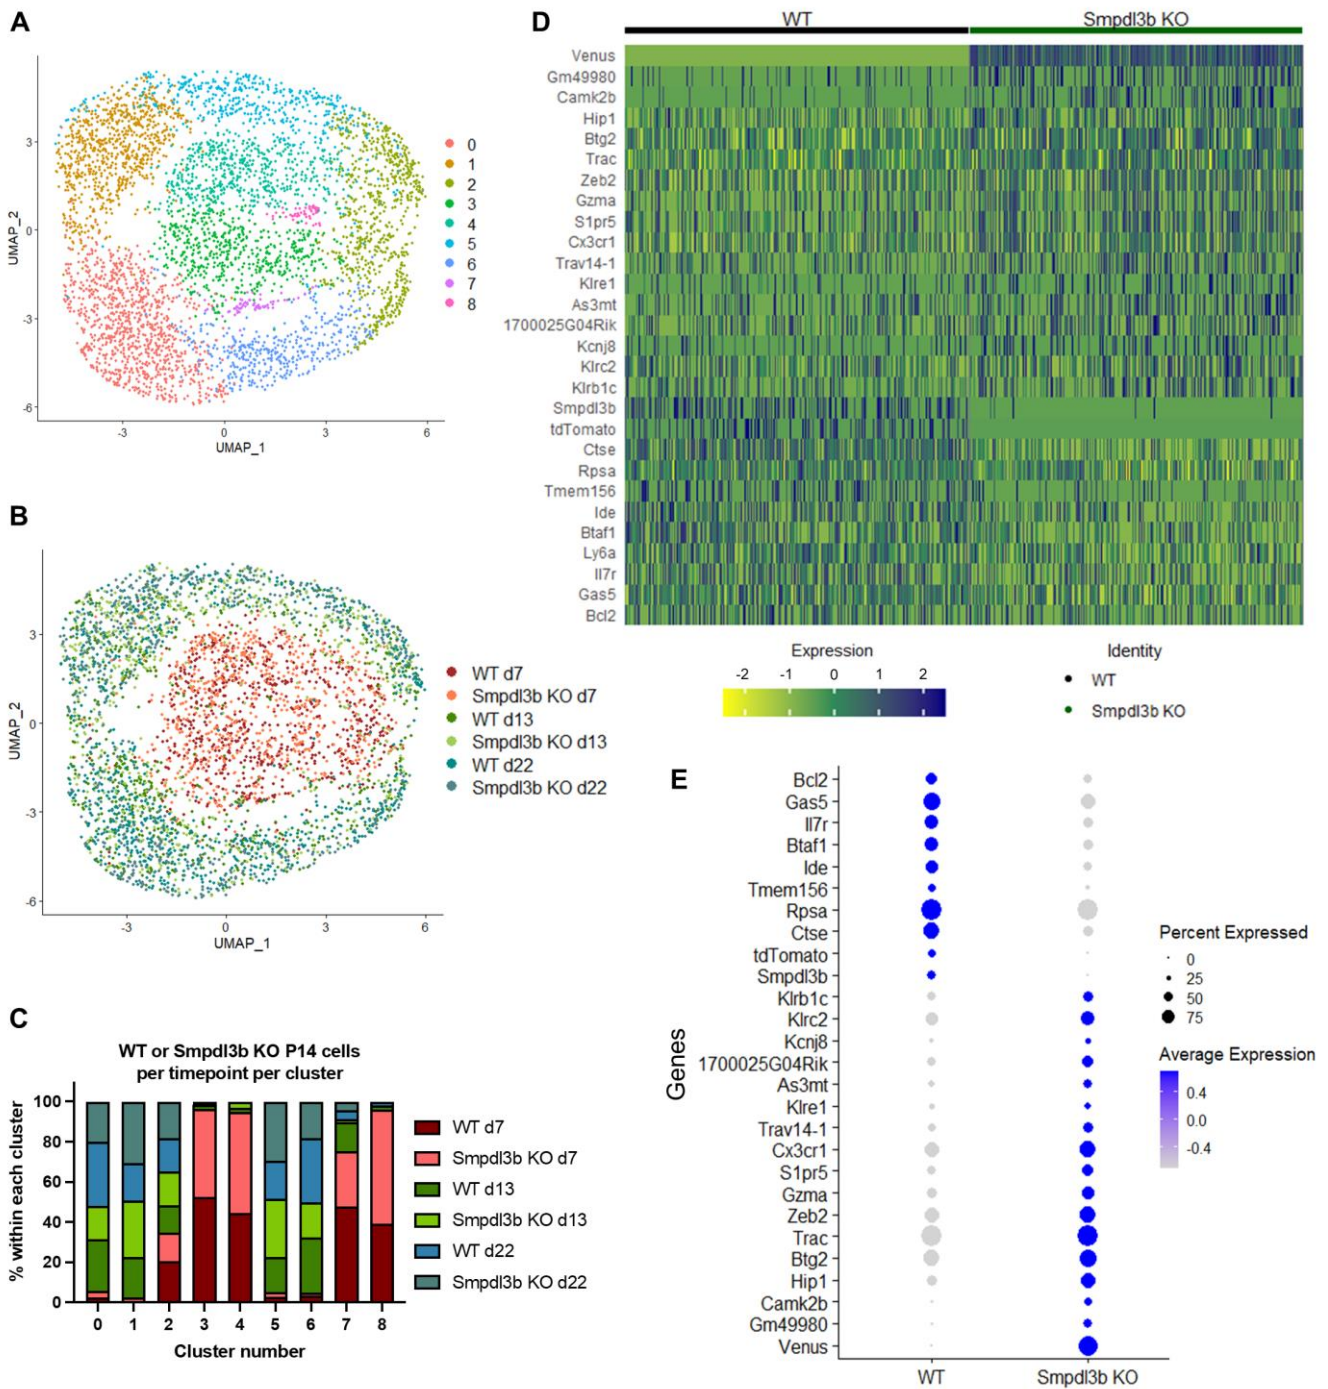 A
3
0
-3
-6
UMAP_2
-3
0
3
6
UMAP_1
0
1
2
3
4
5
6
7
8
B
3
0
-3
-6
UMAP_2
-3
0
3
6
UMAP_1
WT d7
Smpdl3b KO d7
WT d13
Smpdl3b KO d13
WT d22
Smpdl3b KO d22
C
WT or Smpdl3b KO P14 cells
per timepoint per cluster
% within each cluster
100
80
60
40
20
0
0 1 2 3 4 5 6 7 8
Cluster number
WT d7
Smpdl3b KO d7
WT d13
Smpdl3b KO d13
WT d22
Smpdl3b KO d22
D
WT Smpdl3b KO
Venus
Gm49980
Camk2b
Hip1
Btg2
Trac
Zeb2
Gzma
S1pr5
Cx3cr1
Trav14-1
Klre1
As3mt
1700025G04Rik
Kcnj8
Klrc2
Klrb1c
Smpdl3b
tdTomato
Ctse
Rpsa
Tmem156
Ide
Btaf1
Ly6a
Il7r
Gas5
Bcl2
Expression
-2 -1 0 1 2
Identity
WT
Smpdl3b KO
E
Genes
Bcl2
Gas5
Il7r
Btaf1
Ide
Tmem156
Rpsa
Ctse
tdTomato
Smpdl3b
Klrb1c
Klrc2
Kcnj8
1700025G04Rik
As3mt
Klre1
Trav14-1
Cx3cr1
S1pr5
Gzma
Zeb2
Trac
Btg2
Hip1
Camk2b
Gm49980
Venus
WT Smpdl3b KO
Percent Expressed
0
25
50
75
Average Expression
0.4
0.0
-0.4